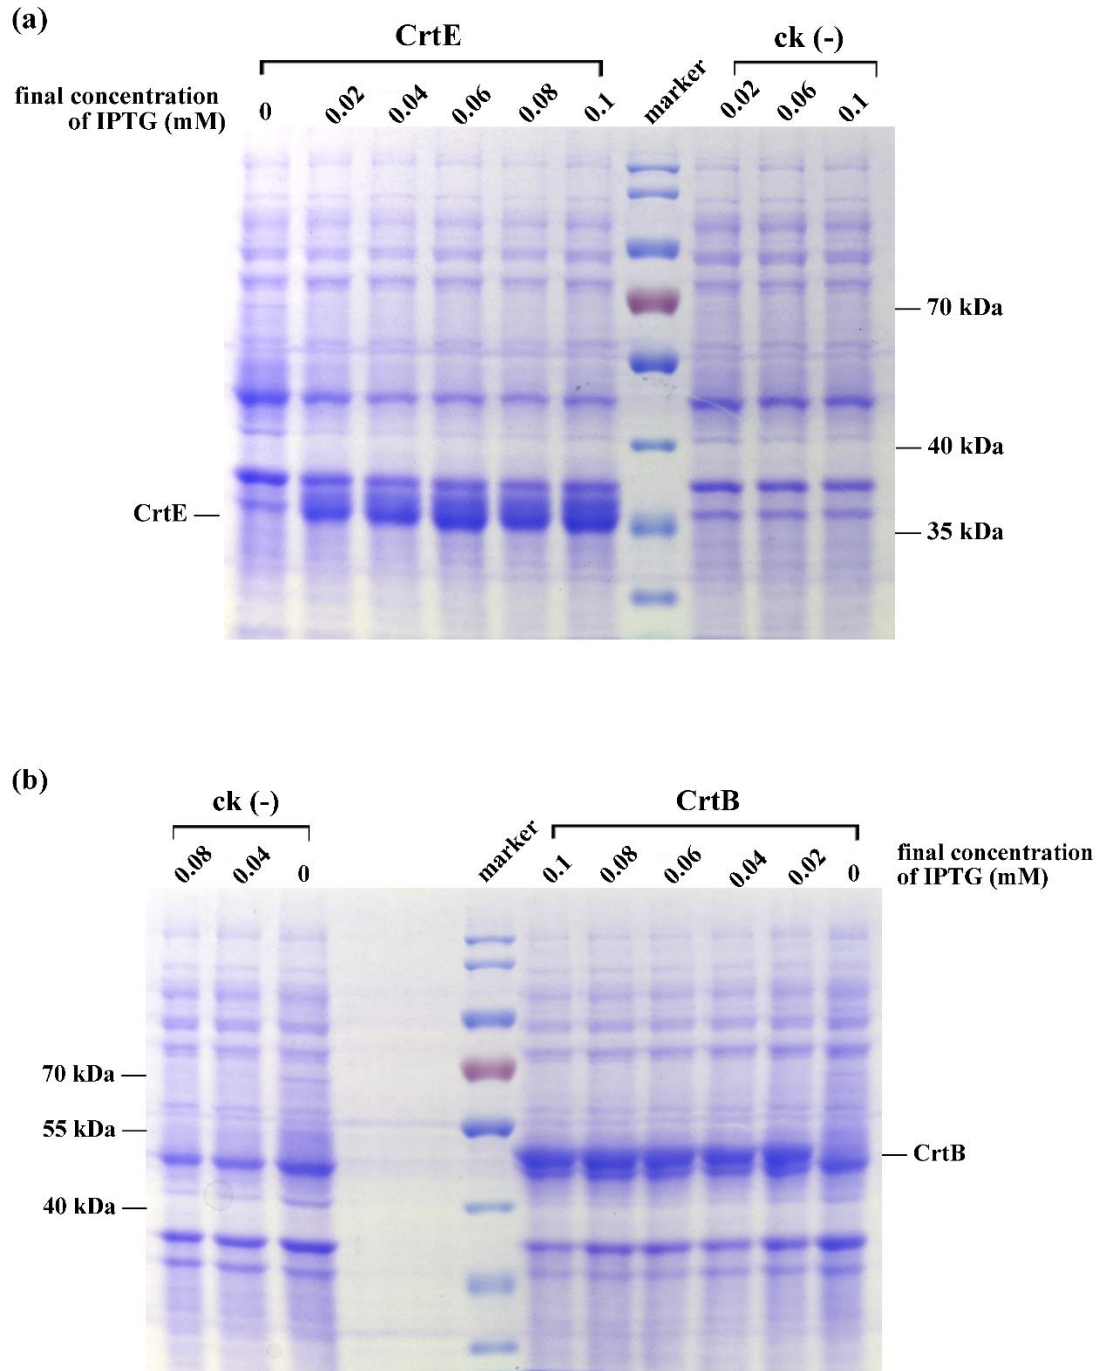 (a)
CrtE
ck (-)
final concentration
of IPTG (mM)
0 0.02 0.04 0.06 0.08 0.1 marker 0.02 0.06 0.1
70 kDa
40 kDa
CrtE
35 kDa
(b)
ck (-)
CrtB
0.08 0.04 0 marker 0.1 0.08 0.06 0.04 0.02 0
final concentration
of IPTG (mM)
70 kDa
55 kDa
CrtB
40 kDa